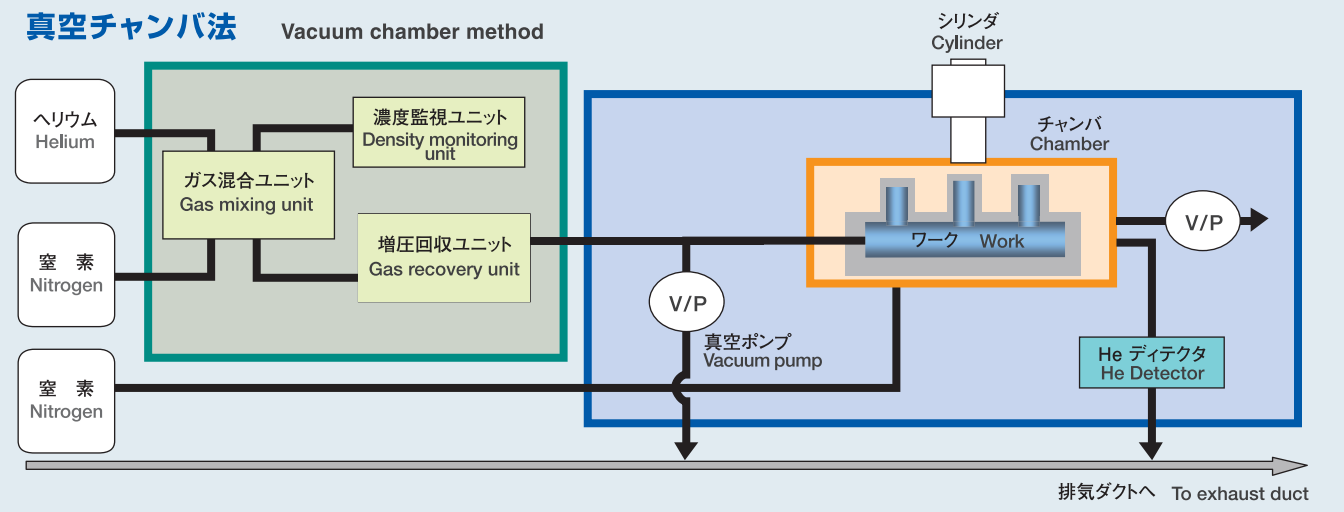 真空チャンバ法 Vacuum chamber method
シリンダ
Cylinder
ヘリウム
Helium
濃度監視ユニット
Density monitoring
unit
ガス混合ユニット
Gas mixing unit
チャンバ
Chamber
窒 素
Nitrogen
増圧回収ユニット
Gas recovery unit
ワーク Work
V/P
V/P
真空ポンプ
Vacuum pump
He ディテクタ
He Detector
窒 素
Nitrogen
排気ダクトへ To exhaust duct